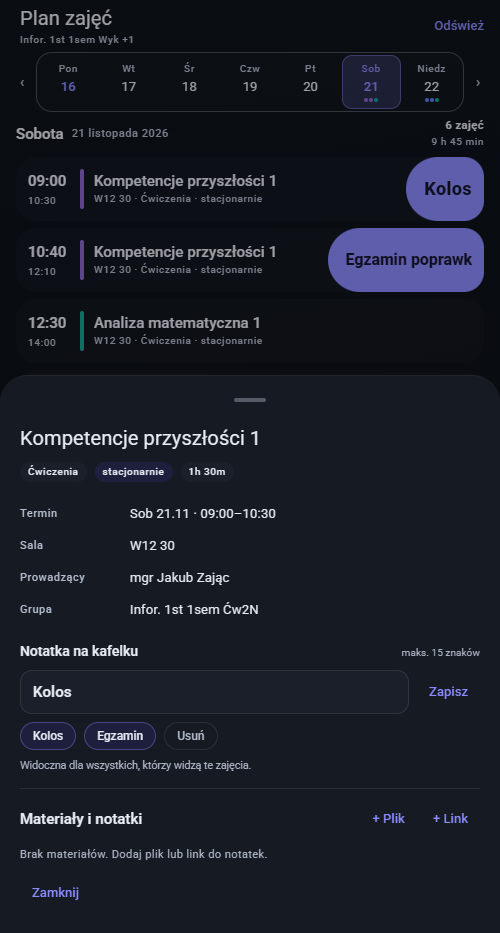 Plan zajęć
Odśwież
Infor. 1st 1sem Wyk +1
‹ Pon Wt Śr Czw Pt Sob Niedz ›
16 17 18 19 20 21 22
Sobota 21 listopada 2026
6 zajęć
9 h 45 min
09:00 Kompetencje przyszłości 1
10:30 W12 30 · Ćwiczenia · stacjonarnie
Kolos
10:40 Kompetencje przyszłości 1
12:10 W12 30 · Ćwiczenia · stacjonarnie
Egzamin poprawk
12:30 Analiza matematyczna 1
14:00 W12 30 · Ćwiczenia · stacjonarnie
Kompetencje przyszłości 1
Ćwiczenia stacjonarnie 1h 30m
Termin Sob 21.11 · 09:00–10:30
Sala W12 30
Prowadzący mgr Jakub Zając
Grupa Infor. 1st 1sem Ćw2N
Notatka na kafelku maks. 15 znaków
Kolos Zapisz
Kolos Egzamin Usuń
Widoczna dla wszystkich, którzy widzą te zajęcia.
Materiały i notatki + Plik + Link
Brak materiałów. Dodaj plik lub link do notatek.
Zamknij